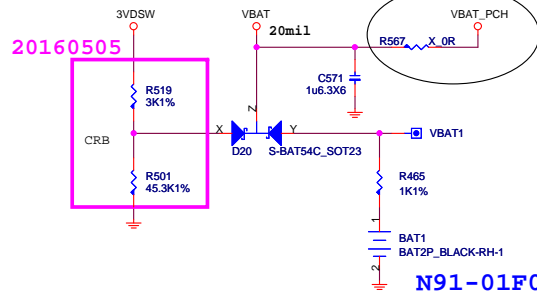 3VDSW
VBAT
VBAT_PCH
20mil
20160505
R567
X_0R
R519
3K1%
C571
1u6.3X6
CRB
X
Z
Y
D20
S-BAT54C_SOT23
VBAT1
R501
45.3K1%
R465
1K1%
1
BAT1
BAT2P_BLACK-RH-1
2
N91-01F0